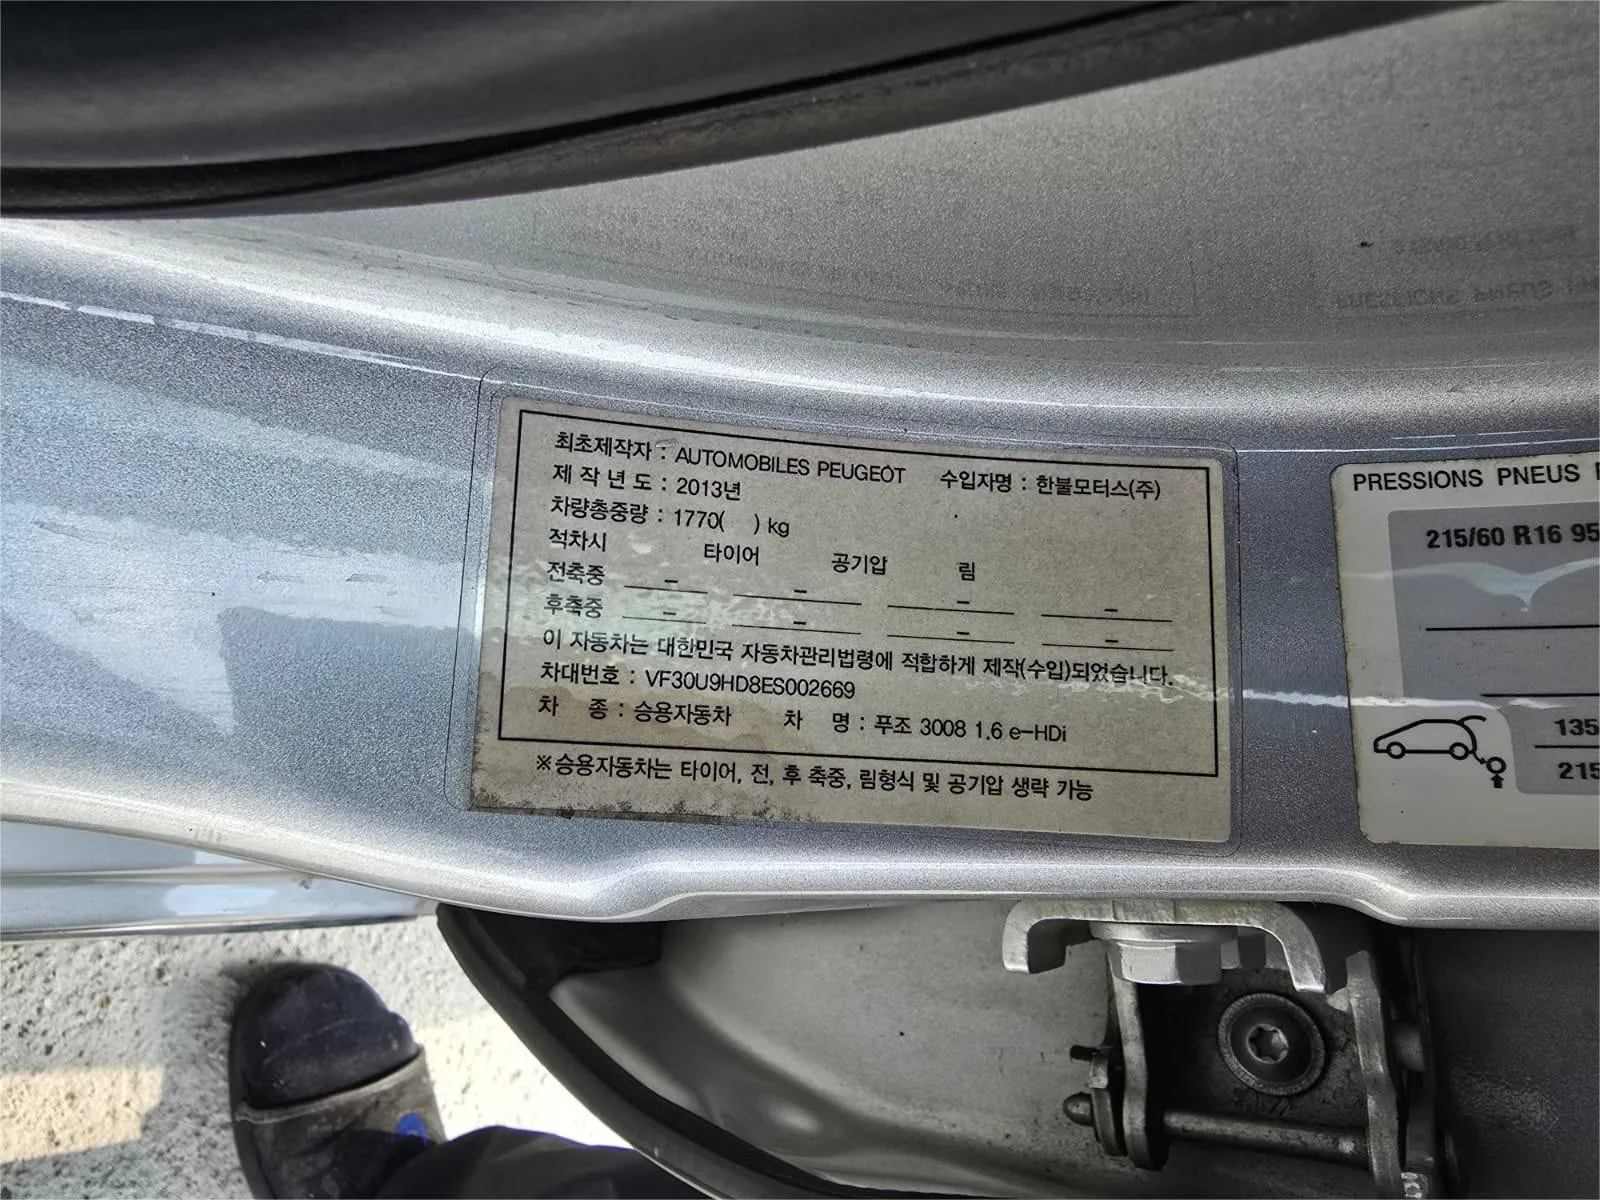 최초제작자 : AUTOMOBILES PEUGEOT 수입자명 : 한불모터스(주)
제 작 년 도 : 2013년
차량총중량 : 1770( ) kg
적차시 타이어 공기압 림
전축중 - - - -
후축중 - - - -
이 자동차는 대한민국 자동차관리법령에 적합하게 제작(수입)되었습니다.
차대번호 : VF30U9HD8ES002669
차 종 : 승용자동차 차 명 : 푸조 3008 1.6 e-HDi
※승용자동차는 타이어, 전, 후 축중, 림형식 및 공기압 생략 가능
PRESSIONS PNEUS
215/60 R16 95
135
215